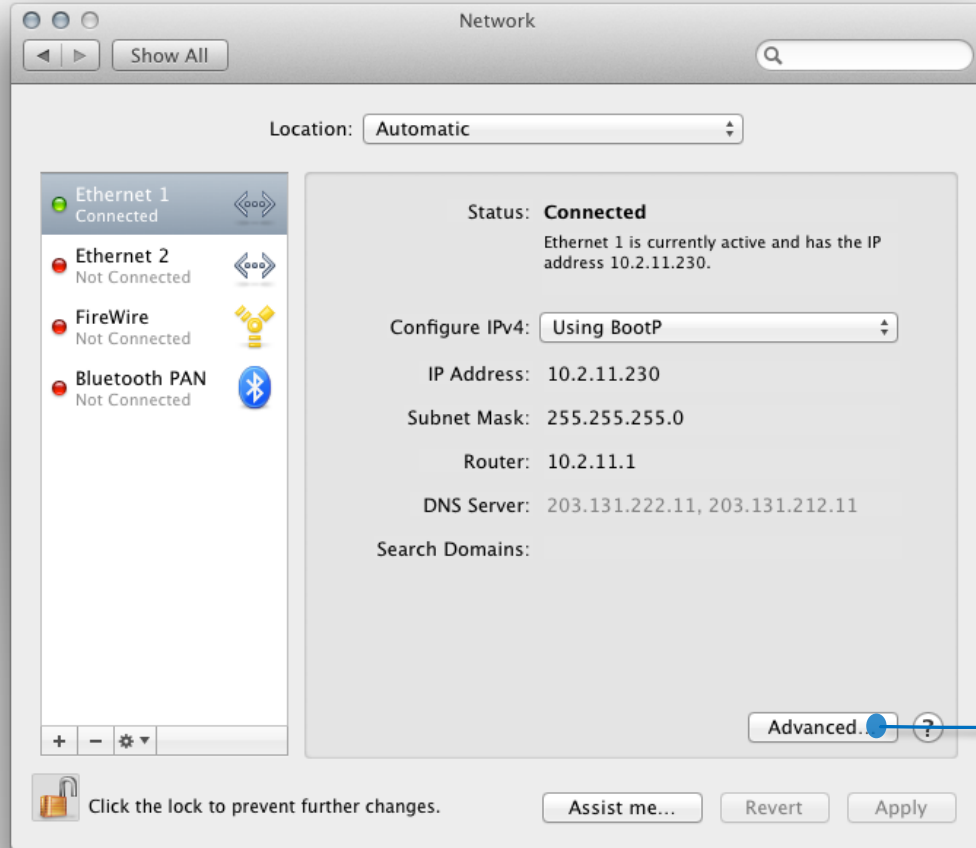 Network
Show All
Location: Automatic
Ethernet 1
Connected
Ethernet 2
Not Connected
FireWire
Not Connected
Bluetooth PAN
Not Connected
Status: Connected
Ethernet 1 is currently active and has the IP
address 10.2.11.230.
Configure IPv4: Using BootP
IP Address: 10.2.11.230
Subnet Mask: 255.255.255.0
Router: 10.2.11.1
DNS Server: 203.131.222.11, 203.131.212.11
Search Domains:
Advanced... ?
Click the lock to prevent further changes.
Assist me... Revert Apply